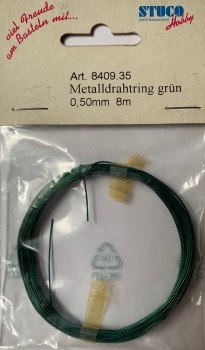 viel Freude
am Basteln mit...
STUCO
Hobby
Art. 8409.35
Metalldrahtring grün
0,50mm 8m